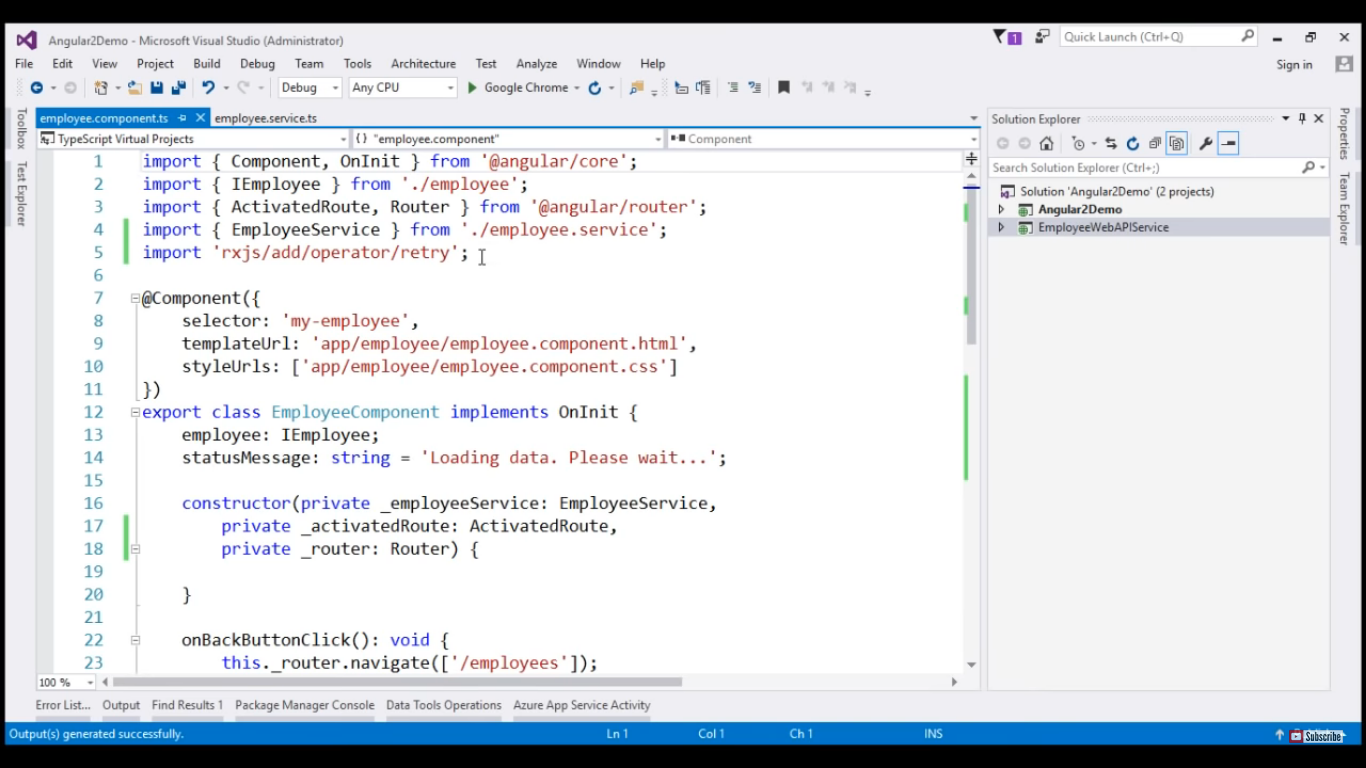 Angular2Demo - Microsoft Visual Studio (Administrator)
1
Quick Launch (Ctrl+Q)
File Edit View Project Build Debug Team Tools Architecture Test Analyze Window Help
Sign in
Debug Any CPU Google Chrome
Toolbox
Test Explorer
employee.component.ts employee.service.ts
TypeScript Virtual Projects {} "employee.component" Component
1 import { Component, OnInit } from '@angular/core';
2 import { IEmployee } from './employee';
3 import { ActivatedRoute, Router } from '@angular/router';
4 import { EmployeeService } from './employee.service';
5 import 'rxjs/add/operator/retry';
6
7 @Component({
8 selector: 'my-employee',
9 templateUrl: 'app/employee/employee.component.html',
10 styleUrls: ['app/employee/employee.component.css']
11 })
12 export class EmployeeComponent implements OnInit {
13 employee: IEmployee;
14 statusMessage: string = 'Loading data. Please wait...';
15
16 constructor(private _employeeService: EmployeeService,
17 private _activatedRoute: ActivatedRoute,
18 private _router: Router) {
19
20 }
21
22 onBackButtonClick(): void {
23 this._router.navigate(['/employees']);
100 %
Solution Explorer
Search Solution Explorer (Ctrl+;)
Solution 'Angular2Demo' (2 projects)
Angular2Demo
EmployeeWebAPIService
Properties
Team Explorer
Error List... Output Find Results 1 Package Manager Console Data Tools Operations Azure App Service Activity
Output(s) generated successfully. Ln 1 Col 1 Ch 1 INS
Subscribe